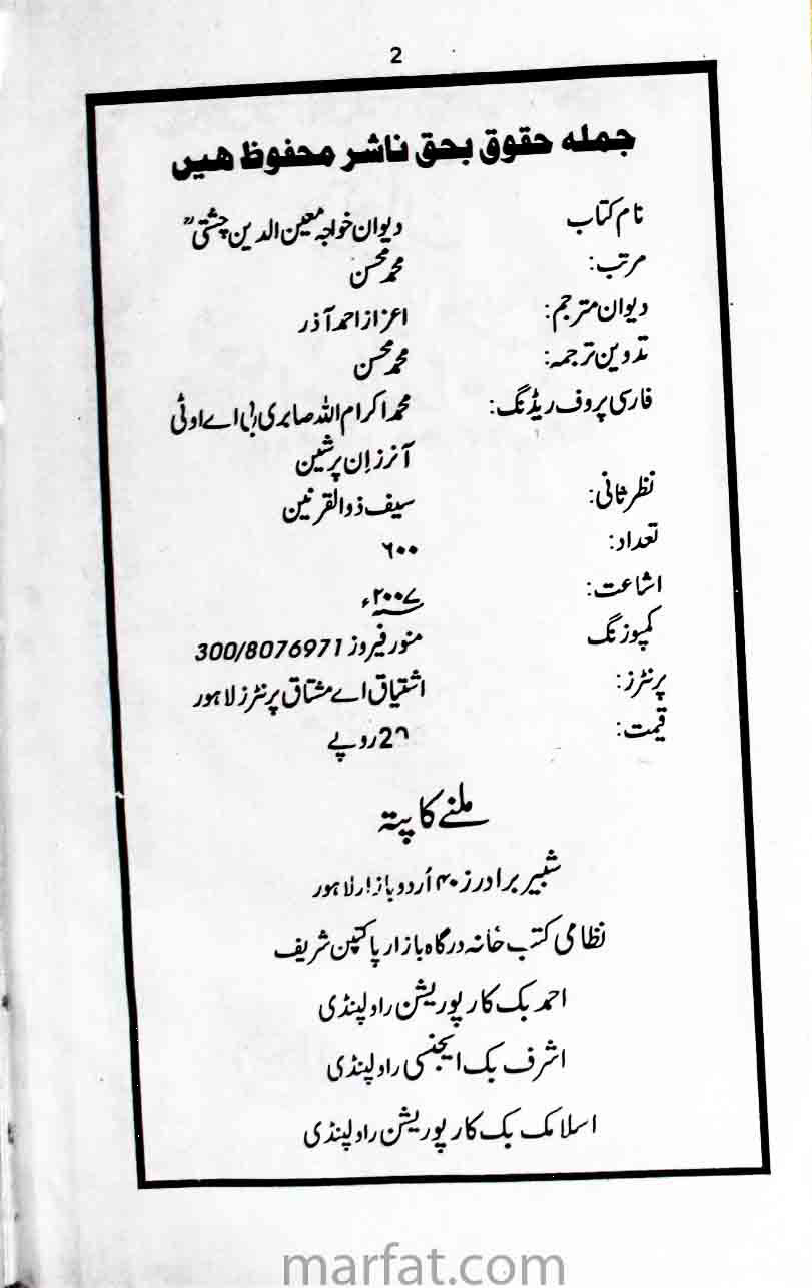 2
جملہ حقوق بحق ناشر محفوظ ہیں
نام کتاب دیوان خواجہ معین الدین چشتیؒ
مرتب: محمد محسن
دیوان مترجم: اعزاز احمد آذر
تدوین ترجمہ: محمد محسن
فارسی پروف ریڈنگ: محمد اکرام اللہ صابری بی اے اوٹی
آنرز اِن پرشین
نظر ثانی: سیف ذوالقرنین
تعداد: ۶۰۰
اشاعت: ۲۰۰۷ء
کمپوزنگ منور فیروز 300/8076971
پرنٹرز: اشتیاق اے مشتاق پرنٹرز لاہور
قیمت: روپے
ملنے کا پتہ
شبیر برادرز ۴۰ اُردو بازار لاہور
نظامی کتب خانہ درگاہ بازار پاکپتن شریف
احمد بک کارپوریشن راولپنڈی
اشرف بک ایجنسی راولپنڈی
اسلامک بک کارپوریشن راولپنڈی
marfat.com